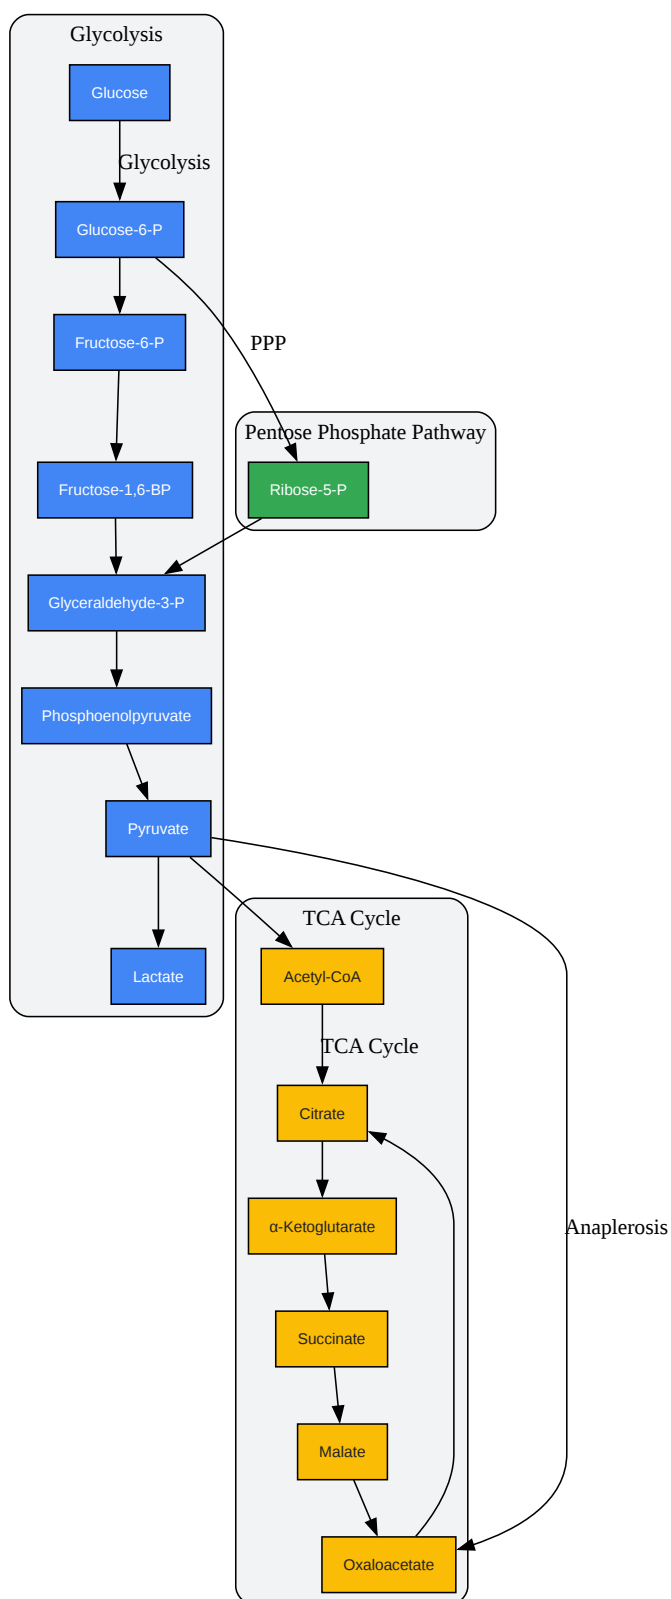 Glycolysis
Glucose
Glycolysis
Glucose-6-P
Fructose-6-P
PPP
Pentose Phosphate Pathway
Fructose-1,6-BP
Ribose-5-P
Glyceraldehyde-3-P
Phosphoenolpyruvate
Pyruvate
TCA Cycle
Lactate
Acetyl-CoA
TCA Cycle
Citrate
α-Ketoglutarate
Anaplerosis
Succinate
Malate
Oxaloacetate